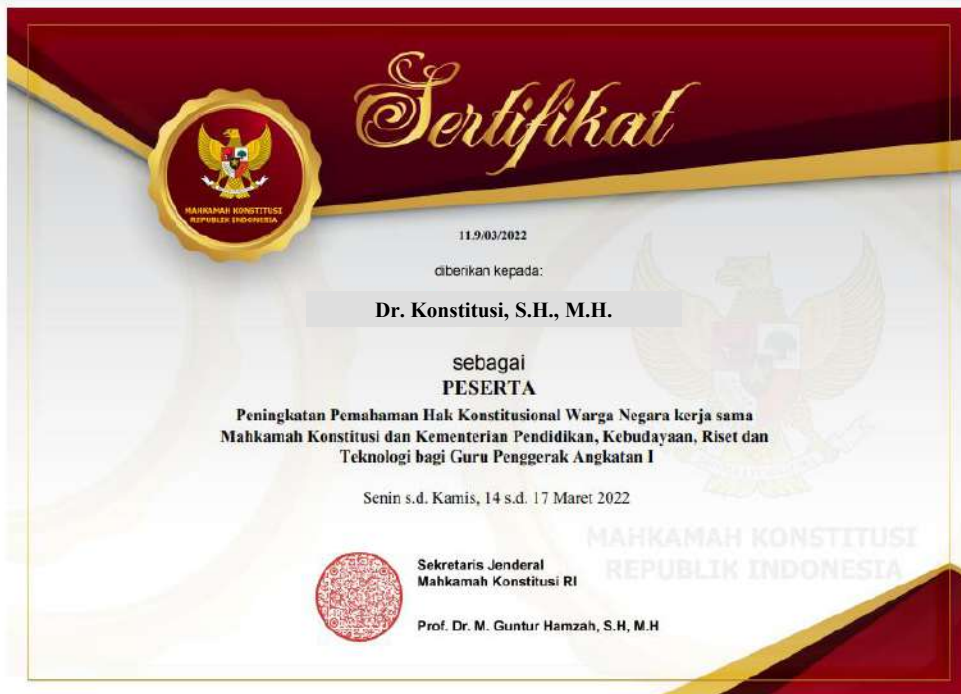 Sertifikat
MAHKAMAH KONSTITUSI
REPUBLIK INDONESIA
11.9/03/2022
diberikan kepada:
Dr. Konstitusi, S.H., M.H.
sebagai
PESERTA
Peningkatan Pemahaman Hak Konstitusional Warga Negara kerja sama
Mahkamah Konstitusi dan Kementerian Pendidikan, Kebudayaan, Riset dan
Teknologi bagi Guru Penggerak Angkatan I
Senin s.d. Kamis, 14 s.d. 17 Maret 2022
MAHKAMAH KONSTITUSI
REPUBLIK INDONESIA
Sekretaris Jenderal
Mahkamah Konstitusi RI
Prof. Dr. M. Guntur Hamzah, S.H, M.H